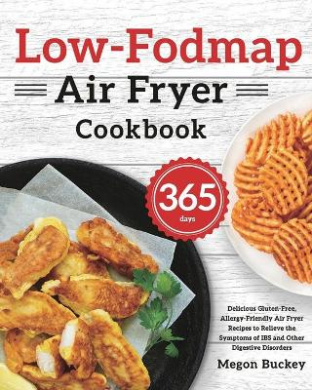 Low-Fodmap
Air Fryer
Cookbook
365
days
Delicious Gluten-Free,
Allergy-Friendly Air Fryer
Recipes to Relieve the
Symptoms of IBS and Other
Digestive Disorders
Megon Buckey